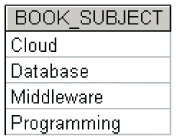 BOOK_SUBJECT
Cloud
Database
Middleware
Programming